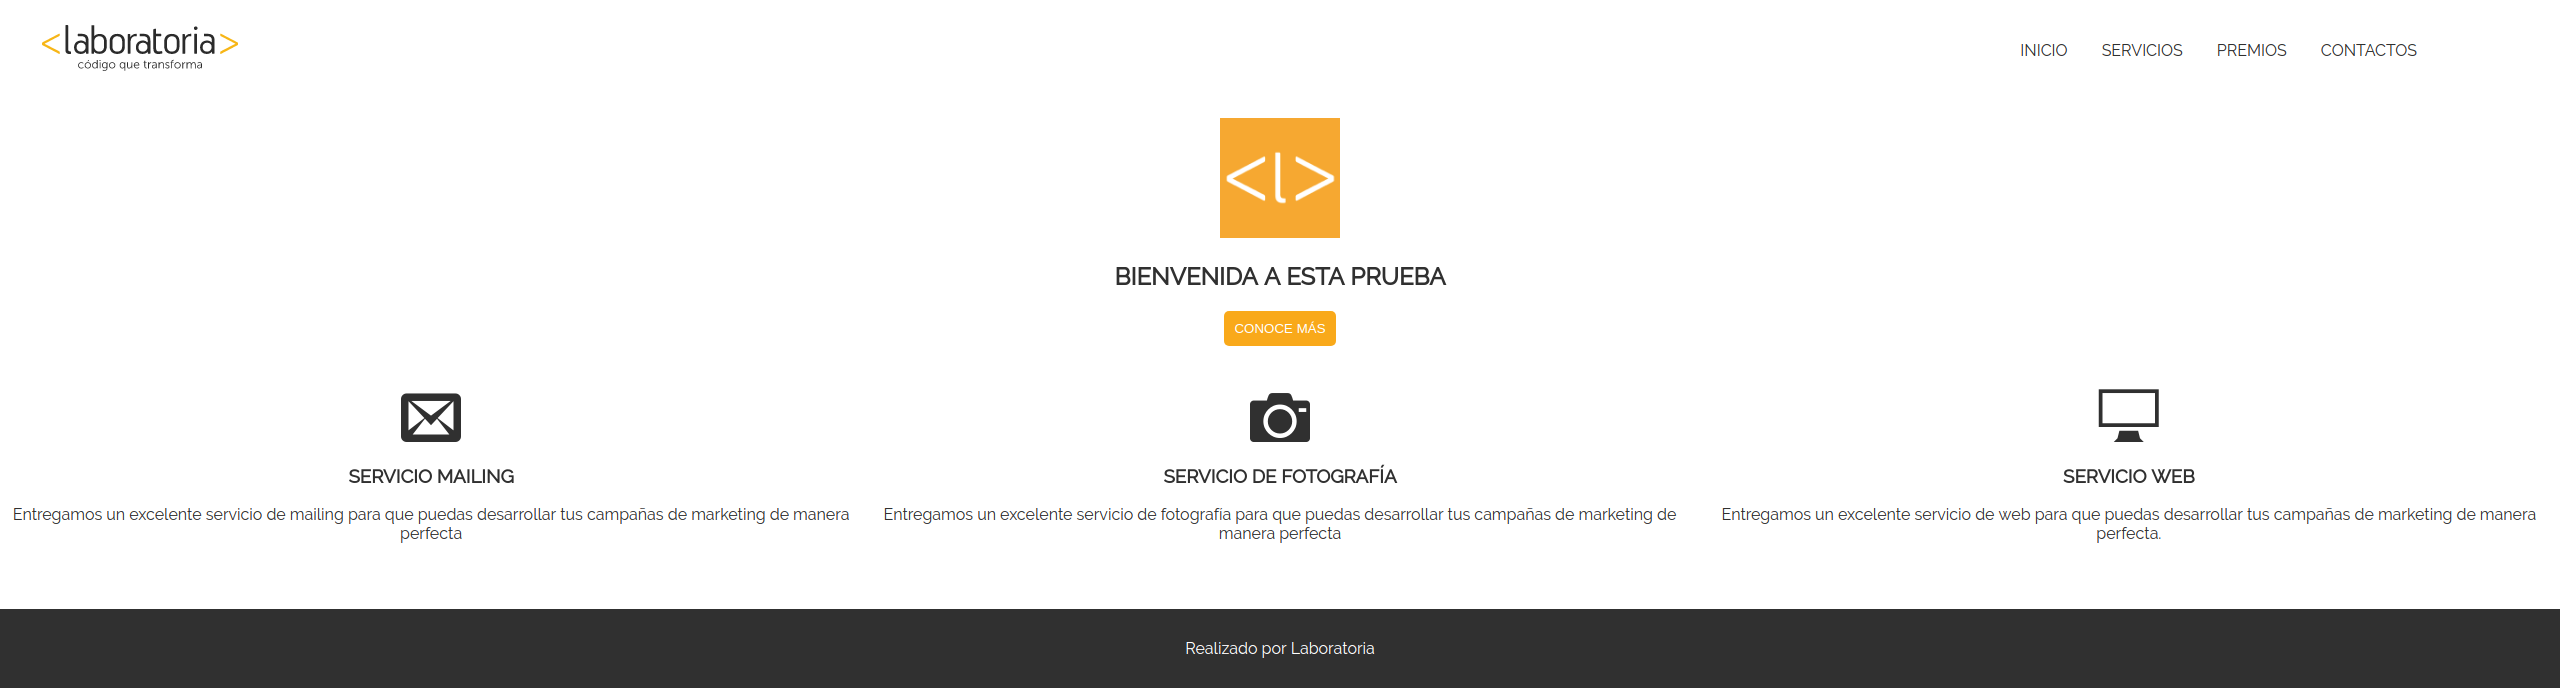 <laboratoria>
código que transforma
INICIO SERVICIOS PREMIOS CONTACTOS
<l>
BIENVENIDA A ESTA PRUEBA
CONOCE MÁS
SERVICIO MAILING
Entregamos un excelente servicio de mailing para que puedas desarrollar tus campañas de marketing de manera
perfecta
SERVICIO DE FOTOGRAFÍA
Entregamos un excelente servicio de fotografía para que puedas desarrollar tus campañas de marketing de
manera perfecta
SERVICIO WEB
Entregamos un excelente servicio de web para que puedas desarrollar tus campañas de marketing de manera
perfecta.
Realizado por Laboratoria